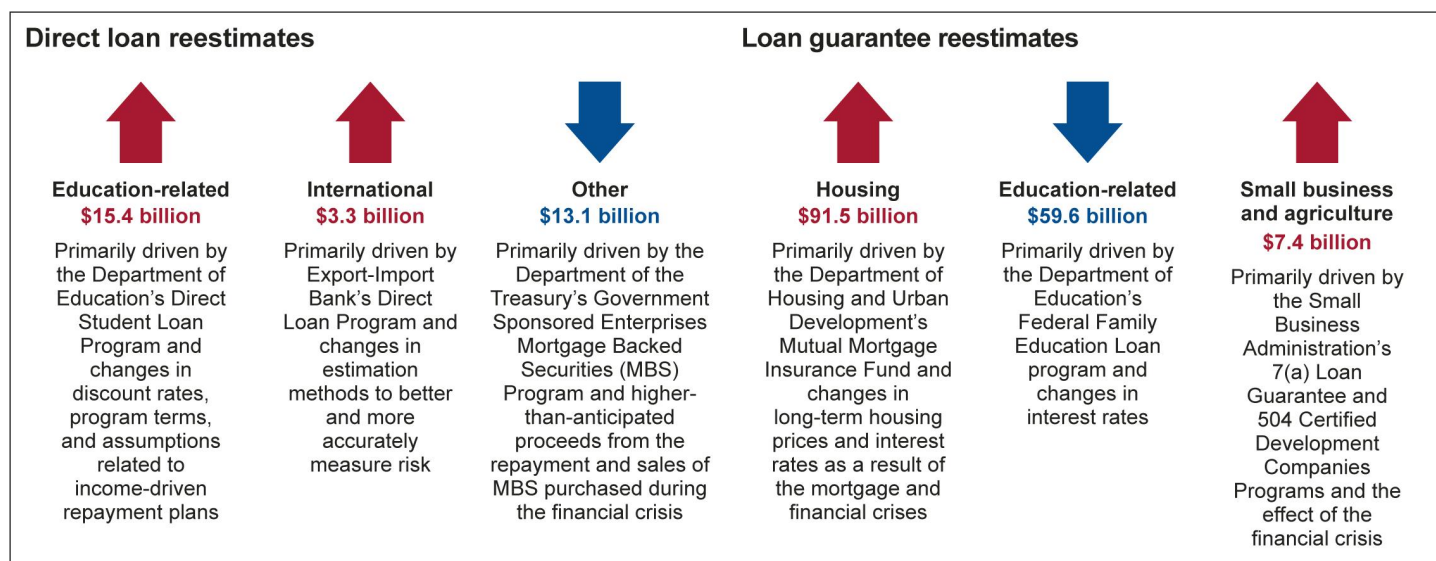 Direct loan reestimates
Education-related
$15.4 billion
Primarily driven by
the Department of
Education’s Direct
Student Loan
Program and
changes in
discount rates,
program terms,
and assumptions
related to
income-driven
repayment plans
International
$3.3 billion
Primarily driven by
Export-Import
Bank’s Direct
Loan Program and
changes in
estimation
methods to better
and more
accurately
measure risk
Other
$13.1 billion
Primarily driven by the
Department of the
Treasury’s Government
Sponsored Enterprises
Mortgage Backed
Securities (MBS)
Program and higher-
than-anticipated
proceeds from the
repayment and sales of
MBS purchased during
the financial crisis
Loan guarantee reestimates
Housing
$91.5 billion
Primarily driven by
the Department of
Housing and Urban
Development’s
Mutual Mortgage
Insurance Fund and
changes in
long-term housing
prices and interest
rates as a result of
the mortgage and
financial crises
Education-related
$59.6 billion
Primarily driven by
the Department of
Education’s
Federal Family
Education Loan
program and
changes in
interest rates
Small business
and agriculture
$7.4 billion
Primarily driven by
the Small
Business
Administration’s
7(a) Loan
Guarantee and
504 Certified
Development
Companies
Programs and the
effect of the
financial crisis